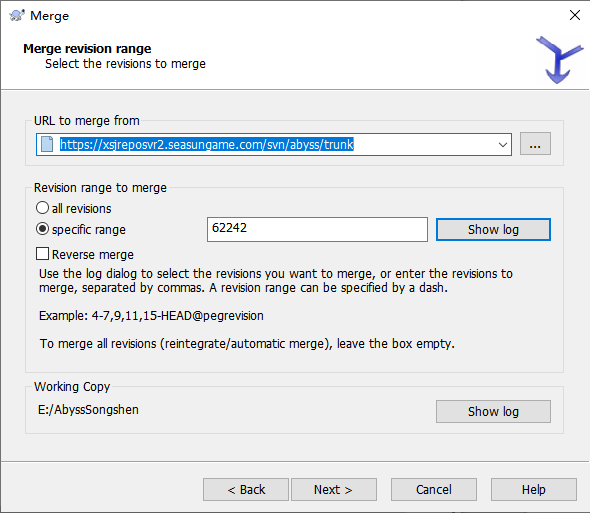 Merge
Merge revision range
Select the revisions to merge
URL to merge from
https://xsjreposvr2.seasungame.com/svn/abyss/trunk
...
Revision range to merge
all revisions
specific range
62242
Show log
Reverse merge
Use the log dialog to select the revisions you want to merge, or enter the revisions to
merge, separated by commas. A revision range can be specified by a dash.
Example: 4-7,9,11,15-HEAD@pegrevision
To merge all revisions (reintegrate/automatic merge), leave the box empty.
Working Copy
E:/AbyssSongshen
Show log
< Back
Next >
Cancel
Help